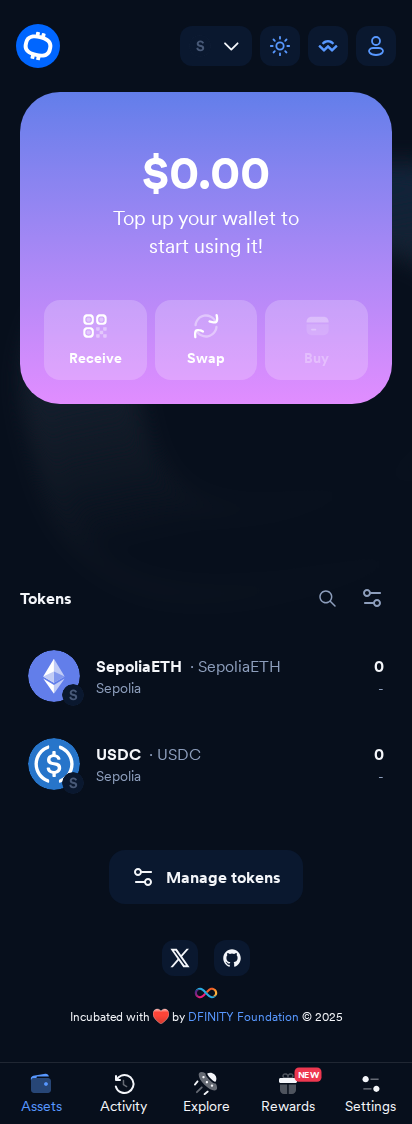 S
$0.00
Top up your wallet to
start using it!
Receive Swap Buy
Tokens
SepoliaETH · SepoliaETH 0
Sepolia -
S
USDC · USDC 0
Sepolia -
S
Manage tokens
Incubated with ❤️ by DFINITY Foundation © 2025
NEW
Assets Activity Explore Rewards Settings